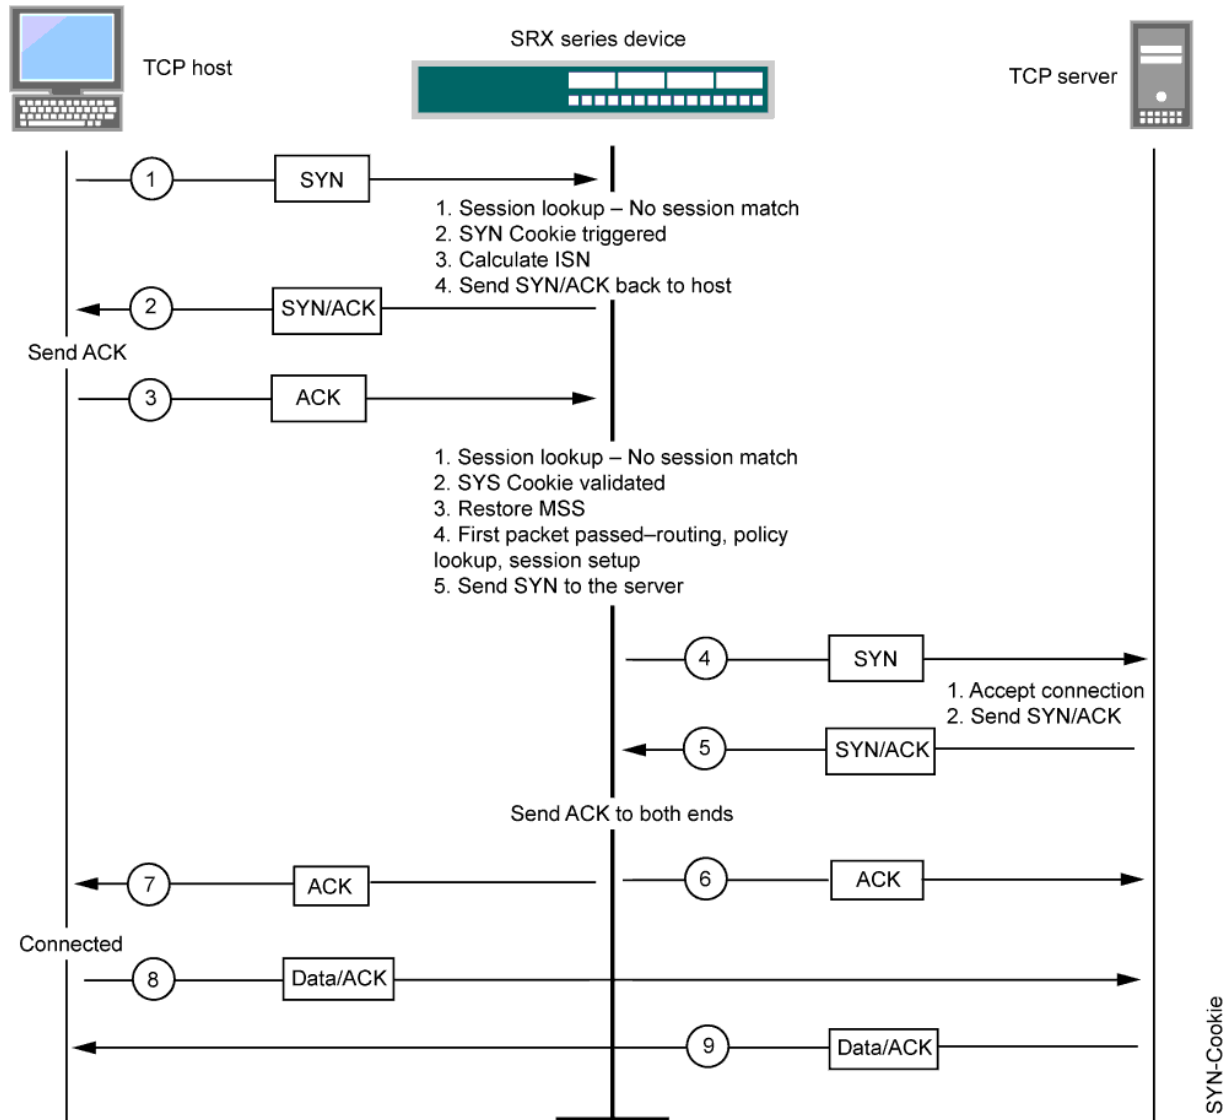 TCP host
SRX series device
TCP server
1
SYN
1. Session lookup – No session match
2. SYN Cookie triggered
3. Calculate ISN
4. Send SYN/ACK back to host
2
SYN/ACK
Send ACK
3
ACK
1. Session lookup – No session match
2. SYS Cookie validated
3. Restore MSS
4. First packet passed–routing, policy
lookup, session setup
5. Send SYN to the server
4
SYN
1. Accept connection
2. Send SYN/ACK
5
SYN/ACK
Send ACK to both ends
7
ACK
6
ACK
Connected
8
Data/ACK
9
Data/ACK
SYN-Cookie